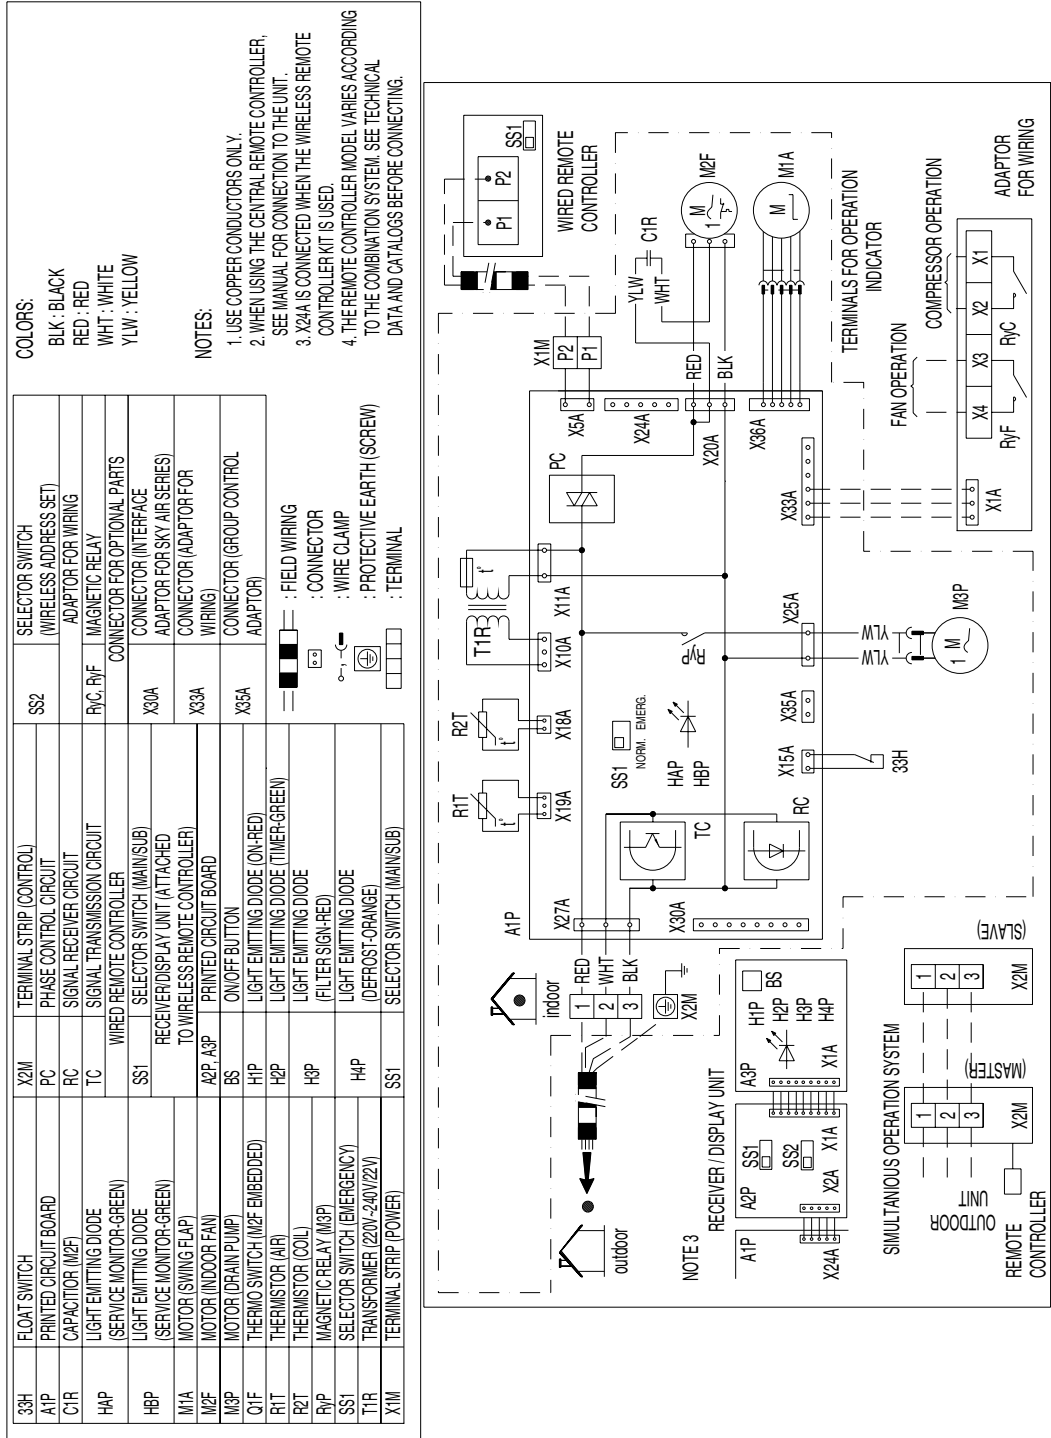 33H FLOAT SWITCH
A1P PRINTED CIRCUIT BOARD
C1R CAPACITIOR (M2F)
HAP LIGHT EMITTING DIODE
(SERVICE MONITOR-GREEN)
HBP LIGHT EMITTING DIODE
(SERVICE MONITOR-GREEN)
M1A MOTOR (SWING FLAP)
M2F MOTOR (INDOOR FAN)
M3P MOTOR (DRAIN PUMP)
Q1F THERMO SWITCH (M2F EMBEDDED)
R1T THERMISTOR (AIR)
R2T THERMISTOR (COIL)
RyP MAGNETIC RELAY (M3P)
SS1 SELECTOR SWITCH (EMERGENCY)
T1R TRANSFORMER (220V~240V/22V)
X1M TERMINAL STRIP (POWER)
X2M TERMINAL STRIP (CONTROL)
PC PHASE CONTROL CIRCUIT
RC SIGNAL RECEIVER CIRCUIT
TC SIGNAL TRANSMISSION CIRCUIT
WIRED REMOTE CONTROLLER
SS1 SELECTOR SWITCH (MAIN/SUB)
RECEIVER/DISPLAY UNIT (ATTACHED
TO WIRELESS REMOTE CONTROLLER)
A2P, A3P PRINTED CIRCUIT BOARD
BS ON/OFF BUTTON
H1P LIGHT EMITTING DIODE (ON-RED)
H2P LIGHT EMITTING DIODE (TIMER-GREEN)
H3P LIGHT EMITTING DIODE
(FILTER SIGN-RED)
H4P LIGHT EMITTING DIODE
(DEFROST-ORANGE)
SS1 SELECTOR SWITCH (MAIN/SUB)
SS2 SELECTOR SWITCH
(WIRELESS ADDRESS SET)
ADAPTOR FOR WIRING
RyC, RyF MAGNETIC RELAY
CONNECTOR FOR OPTIONAL PARTS
X30A CONNECTOR (INTERFACE
ADAPTOR FOR SKY AIR SERIES)
X33A CONNECTOR (ADAPTOR FOR
WIRING)
X35A CONNECTOR (GROUP CONTROL
ADAPTOR)
: FIELD WIRING
: CONNECTOR
: WIRE CLAMP
: PROTECTIVE EARTH (SCREW)
: TERMINAL
COLORS:
BLK : BLACK
RED : RED
WHT : WHITE
YLW : YELLOW
NOTES:
1. USE COPPER CONDUCTORS ONLY.
2. WHEN USING THE CENTRAL REMOTE CONTROLLER,
SEE MANUAL FOR CONNECTION TO THE UNIT.
3. X24A IS CONNECTED WHEN THE WIRELESS REMOTE
CONTROLLER KIT IS USED.
4. THE REMOTE CONTROLLER MODEL VARIES ACCORDING
TO THE COMBINATION SYSTEM. SEE TECHNICAL
DATA AND CATALOGS BEFORE CONNECTING.
P1 P2 SS1
WIRED REMOTE
CONTROLLER
R1T
t°
R2T
t°
T1R
t°
X1M
P2
P1
YLW
WHT
C1R
M2F
M
1~
M1A
M
X19A
X18A
X10A
X11A
PC
X5A
X24A
X20A
X36A
RED
BLK
TERMINALS FOR OPERATION
INDICATOR
A1P
X27A
X30A
TC
RC
SS1
NORM. EMERG.
HAP
HBP
RyP
X15A
X35A
X25A
X33A
33H
YLW
YLW
M3P
M
1~
indoor
outdoor
RED
WHT
BLK
1
2
3
X2M
FAN OPERATION
COMPRESSOR OPERATION
X4 X3 X2 X1
RyF RyC
X1A
ADAPTOR
FOR WIRING
NOTE 3
RECEIVER / DISPLAY UNIT
A1P
X24A
A2P
SS1
SS2
X2A
X1A
A3P
X1A
H1P
H2P
H3P
H4P
BS
SIMULTANIOUS OPERATION SYSTEM
(MASTER)
(SLAVE)
1
2
3
X2M
1
2
3
X2M
OUTDOOR
UNIT
REMOTE
CONTROLLER